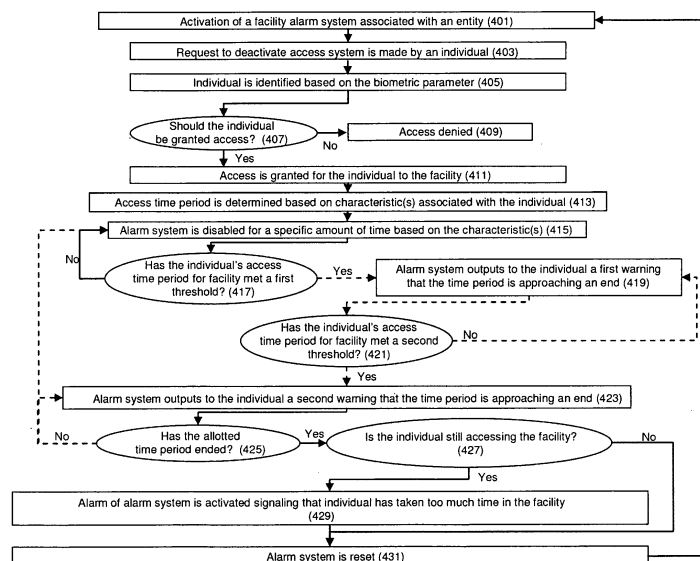 Activation of a facility alarm system associated with an entity (401)
Request to deactivate access system is made by an individual (403)
Individual is identified based on the biometric parameter (405)
Should the individual
be granted access? (407)
No
Access denied (409)
Yes
Access is granted for the individual to the facility (411)
Access time period is determined based on characteristic(s) associated with the individual (413)
Alarm system is disabled for a specific amount of time based on the characteristic(s) (415)
No
Has the individual's access
time period for facility met a first
threshold? (417)
Yes
Alarm system outputs to the individual a first warning
that the time period is approaching an end (419)
Has the individual's access
time period for facility met a second
threshold? (421)
No
Yes
Alarm system outputs to the individual a second warning that the time period is approaching an end (423)
No
Has the allotted
time period ended? (425)
Yes
Is the individual still accessing the facility?
(427)
No
Yes
Alarm of alarm system is activated signaling that individual has taken too much time in the facility
(429)
Alarm system is reset (431)